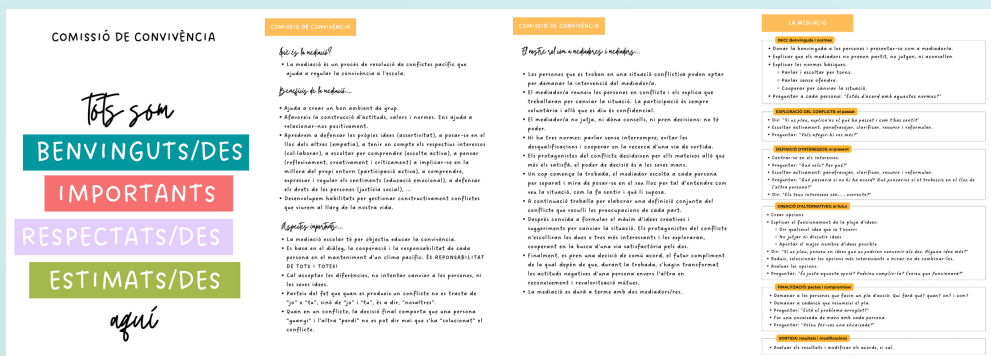 COMISSIÓ DE CONVIVÈNCIA
tots som
BENVINGUTS/DES
IMPORTANTS
RESPECTATS/DES
ESTIMATS/DES
aquí
COMISSIÓ DE CONVIVÈNCIA
Què és la mediació?
• La mediació és un procés de resolució de conflictes pacífic que
ajuda a regular la convivència a l'escola.
Beneficis de la mediació...
• Ajuda a crear un bon ambient de grup.
• Afavoreix la construcció d'actituds, valors i normes. Ens ajuda a
relacionar-nos positivament.
• Aprendrem a defensar les pròpies idees (assertivitat), a posar-se en el
lloc dels altres (empatia), a tenir en compte els respectius interessos
(col·laborar), a escoltar per comprendre (escolta activa), a pensar
(reflexivament, creativament i críticament) a implicar-se en la
millora del propi entorn (participació activa), a comprendre,
expressar i regular els sentiments (educació emocional), a defensar
els drets de les persones (justícia social), ...
• Desenvolupem habilitats per gestionar constructivament conflictes
que viurem al llarg de la nostra vida.
Aspectes importants...
• La mediació escolar té per objectiu educar la convivència.
• Es basa en el diàleg, la cooperació i la responsabilitat de cada
persona en el manteniment d'un clima pacífic. ÉS RESPONSABILITAT
DE TOTS I TOTES!
• Cal acceptar les diferències, no intentar canviar a les persones, ni
les seves idees.
• Parteix del fet que quan es produeix un conflicte no es tracta de
"jo" o "tu", sinó de "jo" i "tu", és a dir, "nosaltres".
• Quan en un conflicte, la decisió final comporta que una persona
"guanyi" i l'altra "perdi" no es pot dir mai que s'ha "solucionat" el
conflicte.
COMISSIÓ DE CONVIVÈNCIA
El nostre rol com a mediadores i mediadors...
• Les persones que es troben en una situació conflictiva poden optar
per demanar la intervenció del mediador/a.
• El mediador/a reuneix les persones en conflicte i els explica que
treballaran per canviar la situació. La participació és sempre
voluntària i allò que es diu és confidencial.
• El mediador/a no jutja, ni dóna consells, ni pren decisions: no té
poder.
• Hi ha tres normes: parlar sense interrompre, evitar les
desqualificacions i cooperar en la recerca d'una via de sortida.
• Els protagonistes del conflicte decideixen per ells mateixos allò que
més els satisfà, el poder de decisió és a les seves mans.
• Un cop comença la trobada, el mediador escolta a cada persona
per separat i mira de posar-se en el seu lloc per tal d'entendre com
veu la situació, com la fa sentir i què li suposa.
• A continuació treballa per elaborar una definició conjunta del
conflicte que reculli les preocupacions de cada part.
• Després convida a formular el màxim d'idees creatives i
suggeriments per canviar la situació. Els protagonistes del conflicte
n'escolliran les dues o tres més interessants i les exploraran,
cooperant en la busca d'una via satisfactòria pels dos.
• Finalment, es pren una decisió de comú acord, el futur compliment
de la qual depèn de que, durant la trobada, s'hagin transformat
les actituds negatives d'una persona envers l'altra en
reconeixement i revaloritació mútues.
• La mediació es durà a terme amb dos mediadors/res.
LA MEDIACIÓ
INICI: Benvinguts i normes
• Donar la benvinguda a les persones i presentar-se com a mediador/a.
• Explicar que els mediadors no prenen partit, no jutgen, ni aconsellen
• Explicar les normes bàsiques.
○ Parlar i escoltar per torns.
○ Parlar sense ofendre.
○ Cooperar per canviar la situació.
• Preguntar a cada persona: "Estàs d'acord amb aquestes normes?"
EXPLORACIÓ DEL CONFLICTE: el passat
• Dir: "Si us plau, explica'ns el què ha passat i com t'has sentit"
• Escoltar activament: parafrasejar, clarificar, resumir i reformular.
• Preguntar: "Vols afegir-hi res més?"
DEFINICIÓ D'INTERESSOS: el present
• Centrar-se en els interessos.
• Preguntar: "Què vols? Per què?"
• Escoltar activament: parafrasejar, clarificar, resumir i reformular.
• Preguntar: "Què passaria si no hi ha acord? Què pensaries si et trobessis en el lloc de
l'altra persona?"
• Dir: "Els teus interessos són..., correcte?"
CREACIÓ D'ALTERNATIVES: el futur
• Crear opcions
• Explicar el funcionament de la pluja d'idees:
○ Dir qualsevol idea que se t'acorri
○ No jutjar ni discutir idees
○ Aportar el major nombre d'idees possible
• Dir: "Si us plau, penseu en idees que us podrien convenir als dos. Alguna idea més?"
• Reduir, seleccionar les opcions més interessants o mirar-ne de combinar-les.
• Avaluar les opcions.
• Preguntar: "És justa aquesta opció? Podrieu complir-la? Creieu que funcionarà?"
FINALITZACIÓ: pactes i compromisos
• Demanar a les persones que facin un pla d'acció: Qui farà què? quan? on? i com?
• Demanar a cadascú que resumeixi el pla.
• Preguntar: "Està el problema arreglat?"
• Fer una encaixada de mans amb cada persona.
• Preguntar: "Voleu fer-vos una encaixada?"
SORTIDA: resultats i modificacions
• Avaluar els resultats i modificar els acords, si cal.